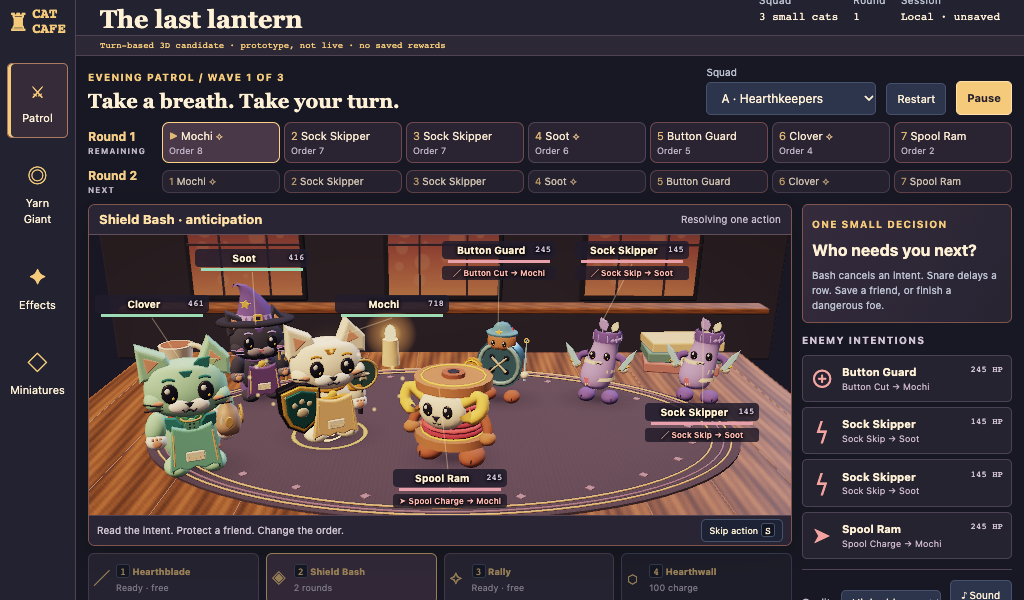 CAT
CAFE
The last lantern
Squad
Round
Session
3 small cats
1
Local · unsaved
Turn-based 3D candidate · prototype, not live · no saved rewards
Patrol
Yarn
Giant
Effects
Miniatures
EVENING PATROL / WAVE 1 OF 3
Take a breath. Take your turn.
Squad
A · Hearthkeepers
Restart
Pause
Round 1
REMAINING
Mochi
Order 8
2 Sock Skipper
Order 7
3 Sock Skipper
Order 7
4 Soot
Order 6
5 Button Guard
Order 5
6 Clover
Order 4
7 Spool Ram
Order 2
Round 2
NEXT
1 Mochi
2 Sock Skipper
3 Sock Skipper
4 Soot
5 Button Guard
6 Clover
7 Spool Ram
Shield Bash · anticipation
Resolving one action
Soot 416
Button Guard 245
Button Cut → Mochi
Sock Skipper 145
Sock Skip → Soot
Clover 461
Mochi 718
Sock Skipper 145
Sock Skip → Soot
Spool Ram 245
Spool Charge → Mochi
Read the intent. Protect a friend. Change the order.
Skip action S
1 Hearthblade
Ready · free
2 Shield Bash
2 rounds
3 Rally
Ready · free
4 Hearthwall
100 charge
ONE SMALL DECISION
Who needs you next?
Bash cancels an intent. Snare delays a
row. Save a friend, or finish a
dangerous foe.
ENEMY INTENTIONS
Button Guard 245 HP
Button Cut → Mochi
Sock Skipper 145 HP
Sock Skip → Soot
Sock Skipper 145 HP
Sock Skip → Soot
Spool Ram 245 HP
Spool Charge → Mochi
♪ Sound